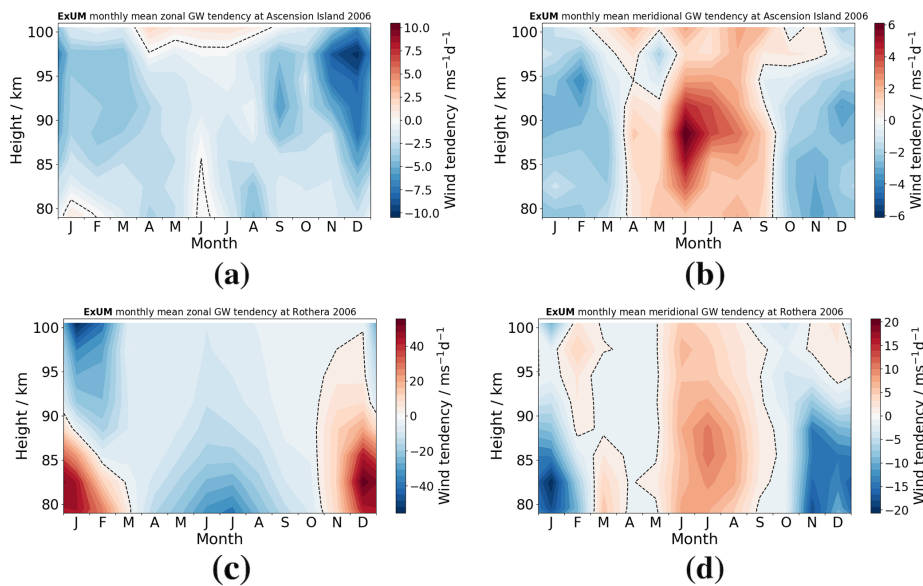 ExUM monthly mean zonal GW tendency at Ascension Island 2006
100
95
90
85
80
Height / km
J F M A M J J A S O N D
Month
10.0
7.5
5.0
2.5
0.0
−2.5
−5.0
−7.5
−10.0
Wind tendency / ms⁻¹d⁻¹
(a)
ExUM monthly mean meridional GW tendency at Ascension Island 2006
100
95
90
85
80
Height / km
J F M A M J J A S O N D
Month
6
4
2
0
−2
−4
−6
Wind tendency / ms⁻¹d⁻¹
(b)
ExUM monthly mean zonal GW tendency at Rothera 2006
100
95
90
85
80
Height / km
J F M A M J J A S O N D
Month
40
20
0
−20
−40
Wind tendency / ms⁻¹d⁻¹
(c)
ExUM monthly mean meridional GW tendency at Rothera 2006
100
95
90
85
80
Height / km
J F M A M J J A S O N D
Month
20
15
10
5
0
−5
−10
−15
−20
Wind tendency / ms⁻¹d⁻¹
(d)